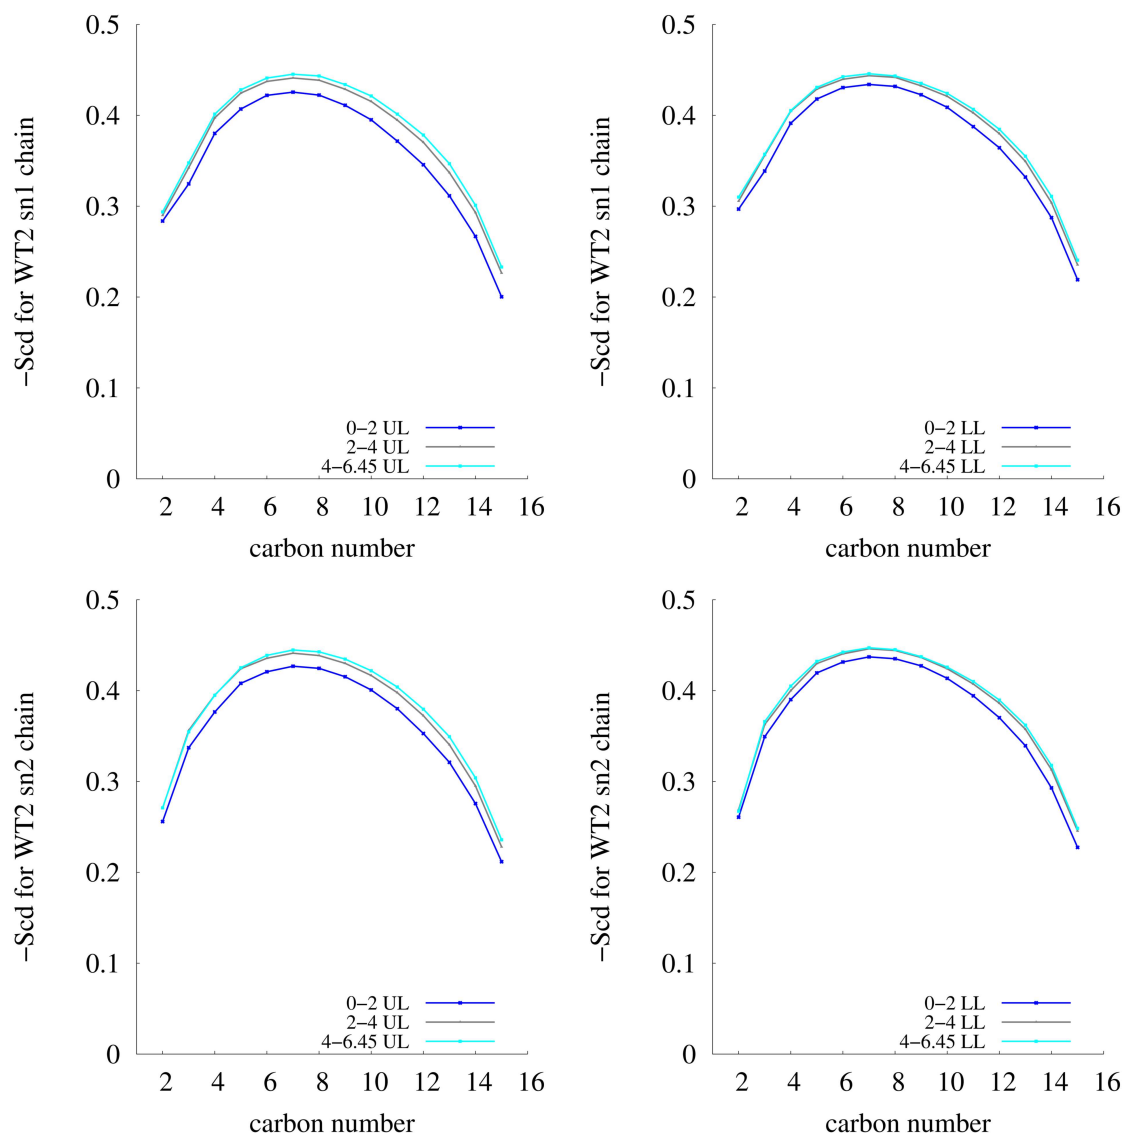 0.5
0.4
0.3
0.2
0.1
0
−Scd for WT2 sn1 chain
0−2 UL
2−4 UL
4−6.45 UL
2 4 6 8 10 12 14 16
carbon number
0.5
0.4
0.3
0.2
0.1
0
−Scd for WT2 sn1 chain
0−2 LL
2−4 LL
4−6.45 LL
2 4 6 8 10 12 14 16
carbon number
0.5
0.4
0.3
0.2
0.1
0
−Scd for WT2 sn2 chain
0−2 UL
2−4 UL
4−6.45 UL
2 4 6 8 10 12 14 16
carbon number
0.5
0.4
0.3
0.2
0.1
0
−Scd for WT2 sn2 chain
0−2 LL
2−4 LL
4−6.45 LL
2 4 6 8 10 12 14 16
carbon number